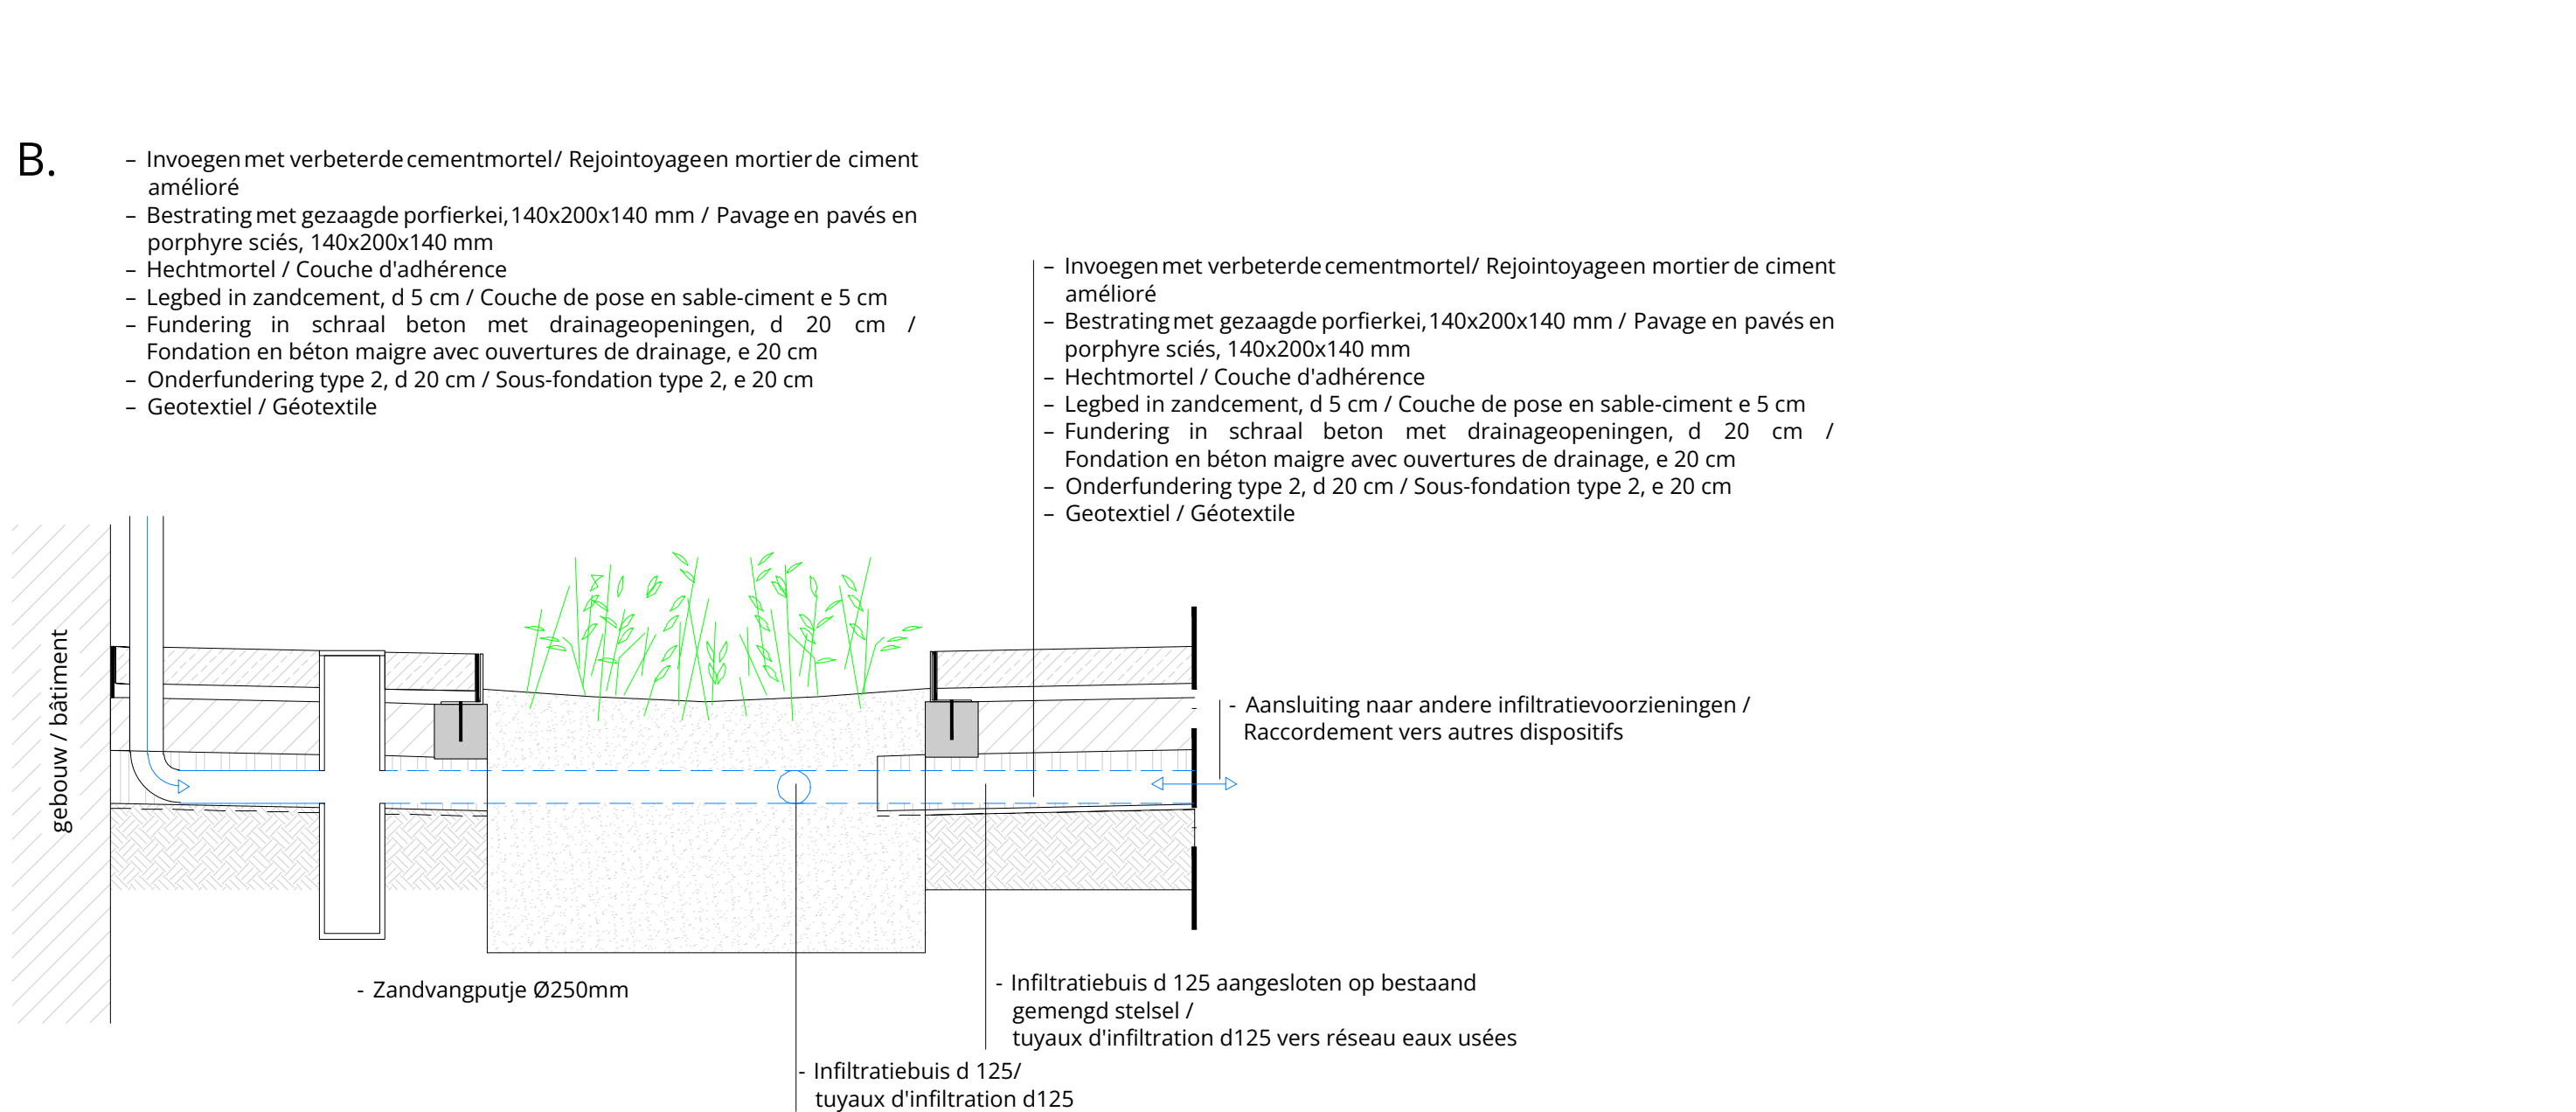 B.
– Invoegen met verbeterde cementmortel/ Rejointoyage en mortier de ciment
amélioré
– Bestrating met gezaagde porfierkei, 140x200x140 mm / Pavage en pavés en
porphyre sciés, 140x200x140 mm
– Hechtmortel / Couche d'adhérence
– Legbed in zandcement, d 5 cm / Couche de pose en sable-ciment e 5 cm
– Fundering in schraal beton met drainageopeningen, d 20 cm /
Fondation en béton maigre avec ouvertures de drainage, e 20 cm
– Onderfundering type 2, d 20 cm / Sous-fondation type 2, e 20 cm
– Geotextiel / Géotextile
– Invoegen met verbeterde cementmortel/ Rejointoyage en mortier de ciment
amélioré
– Bestrating met gezaagde porfierkei, 140x200x140 mm / Pavage en pavés en
porphyre sciés, 140x200x140 mm
– Hechtmortel / Couche d'adhérence
– Legbed in zandcement, d 5 cm / Couche de pose en sable-ciment e 5 cm
– Fundering in schraal beton met drainageopeningen, d 20 cm /
Fondation en béton maigre avec ouvertures de drainage, e 20 cm
– Onderfundering type 2, d 20 cm / Sous-fondation type 2, e 20 cm
– Geotextiel / Géotextile
gebouw / bâtiment
- Aansluiting naar andere infiltratievoorzieningen /
Raccordement vers autres dispositifs
- Zandvangputje Ø250mm
- Infiltratiebuis d 125 aangesloten op bestaand
gemengd stelsel /
tuyaux d'infiltration d125 vers réseau eaux usées
- Infiltratiebuis d 125/
tuyaux d'infiltration d125